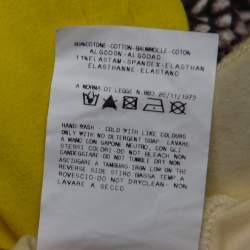 BIANCOTONE-COTTON-BAUMWOLLE-COTON
ALGODON-ALGODAO
11%ELASTAM-SPANDEX-ELASTHAN
ELASTHANNE-ELASTANO
A NORMA DI LEGGE N.883 26/11/1973
HAND WASH - COLD WITH LIKE COLOURS
ONLY WITH NO DETERGENT SOAP LAVARE
A MANO CON SAPONE NEUTRO, CON GLI
STESSI COLORI-DO NOT BLEACH NON
CANDEGGIARE-DO NOT TUMBLE DRY NON
ASCIUGARE A TAMBURO-IRON LOW ON THE
REVERSE SIDE STIRO BASSA TEMP. A
ROVESCIO-DO NOT DRYCLEAN- NON
LAVARE A SECCO